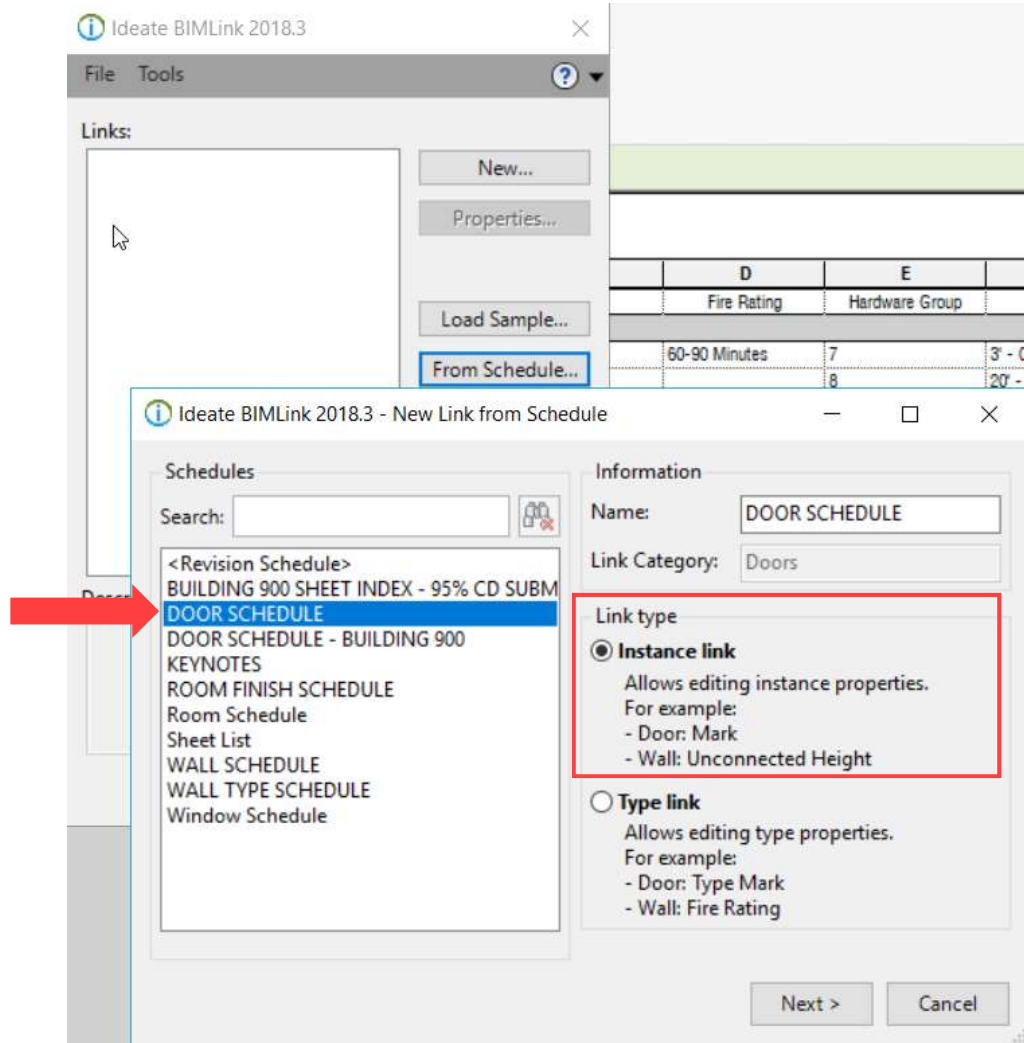 Ideate BIMLink 2018.3
File Tools
Links:
New...
Properties...
Load Sample...
From Schedule...
D E
Fire Rating Hardware Group
60-90 Minutes 7 3' -
8 20' -
Ideate BIMLink 2018.3 - New Link from Schedule
Schedules
Search:
<Revision Schedule>
BUILDING 900 SHEET INDEX - 95% CD SUBM
DOOR SCHEDULE
DOOR SCHEDULE - BUILDING 900
KEYNOTES
ROOM FINISH SCHEDULE
Room Schedule
Sheet List
WALL SCHEDULE
WALL TYPE SCHEDULE
Window Schedule
Information
Name: DOOR SCHEDULE
Link Category: Doors
Link type
Instance link
Allows editing instance properties.
For example:
- Door: Mark
- Wall: Unconnected Height
Type link
Allows editing type properties.
For example:
- Door: Type Mark
- Wall: Fire Rating
Next >
Cancel